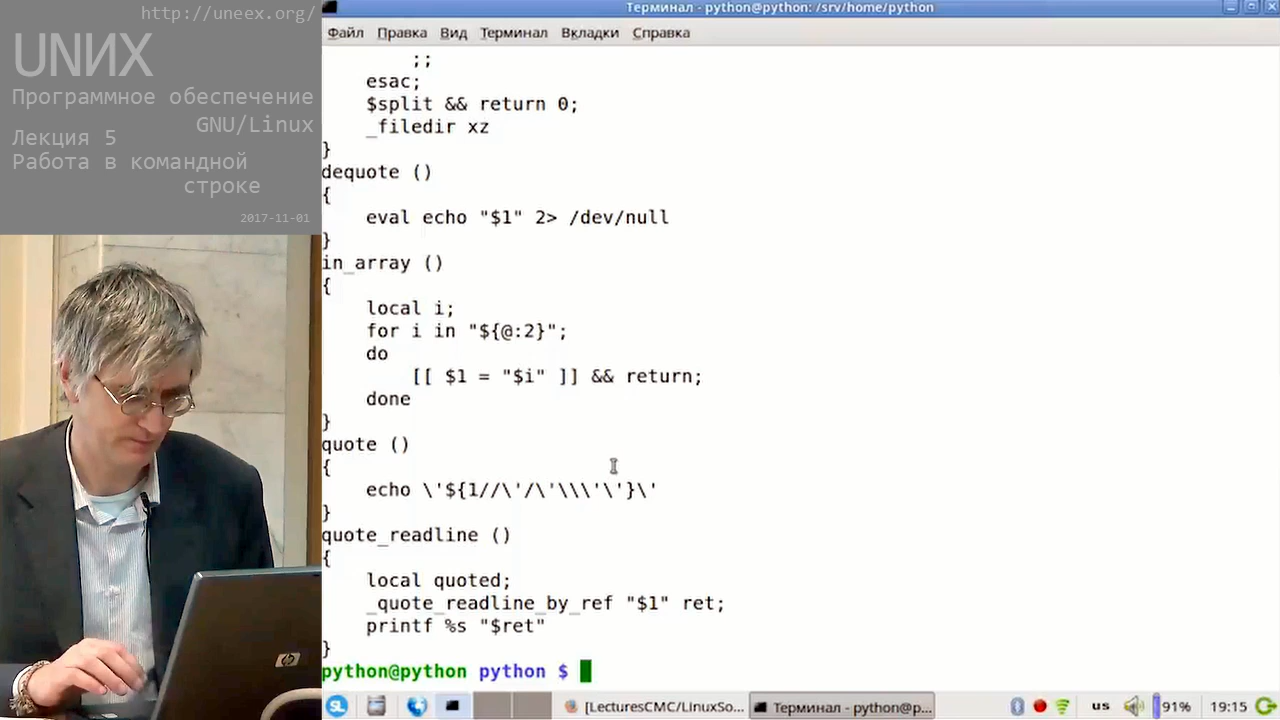 http://uneex.org/
UNИX
Программное обеспечение
GNU/Linux
Лекция 5
Работа в командной
строке
2017-11-01
Терминал - python@python: /srv/home/python
Файл Правка Вид Терминал Вкладки Справка
        ;;
    esac;
    $split && return 0;
    _filedir xz
}
dequote ()
{
    eval echo "$1" 2> /dev/null
}
in_array ()
{
    local i;
    for i in "${@:2}";
    do
        [[ $1 = "$i" ]] && return;
    done
}
quote ()
{
    echo \'${1//\'/\'\\\'\'}\'
}
quote_readline ()
{
    local quoted;
    _quote_readline_by_ref "$1" ret;
    printf %s "$ret"
}
python@python python $
hp
SL [LecturesCMC/LinuxSo... Терминал - python@p... us 91% 19:15